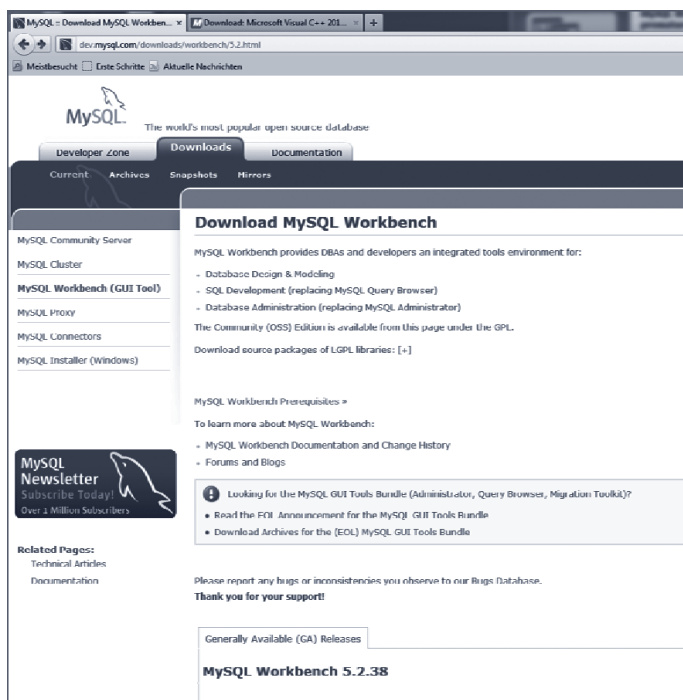 MySQL :: Download MySQL Workben... × Download: Microsoft Visual C++ 201... × +
dev.mysql.com/downloads/workbench/5.2.html
Meistbesucht Erste Schritte Aktuelle Nachrichten
MySQL.
The world's most popular open source database
Developer Zone Downloads Documentation
Current Archives Snapshots Mirrors
MySQL Community Server
MySQL Cluster
MySQL Workbench (GUI Tool)
MySQL Proxy
MySQL Connectors
MySQL Installer (Windows)
MySQL
Newsletter
Subscribe Today!
Over 1 Million Subscribers
Related Pages:
Technical Articles
Documentation
Download MySQL Workbench
MySQL Workbench provides DBAs and developers an integrated tools environment for:
- Database Design & Modeling
- SQL Development (replacing MySQL Query Browser)
- Database Administration (replacing MySQL Administrator)
The Community (OSS) Edition is available from this page under the GPL.
Download source packages of LGPL libraries: [+]
MySQL Workbench Prerequisites »
To learn more about MySQL Workbench:
- MySQL Workbench Documentation and Change History
- Forums and Blogs
Looking for the MySQL GUI Tools Bundle (Administrator, Query Browser, Migration Toolkit)?
• Read the EOL Announcement for the MySQL GUI Tools Bundle
• Download Archives for the (EOL) MySQL GUI Tools Bundle
Please report any bugs or inconsistencies you observe to our Bugs Database.
Thank you for your support!
Generally Available (GA) Releases
MySQL Workbench 5.2.38